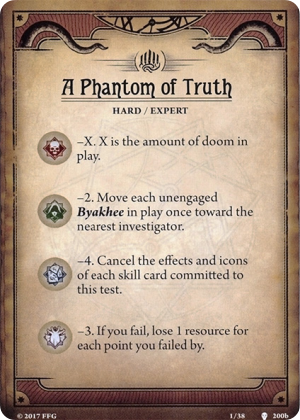 A Phantom of Truth
HARD / EXPERT
–X. X is the amount of doom in
play.
–2. Move each unengaged
Byakhee in play once toward the
nearest investigator.
–4. Cancel the effects and icons
of each skill card committed to
this test.
–3. If you fail, lose 1 resource for
each point you failed by.
© 2017 FFG 1/38 200b